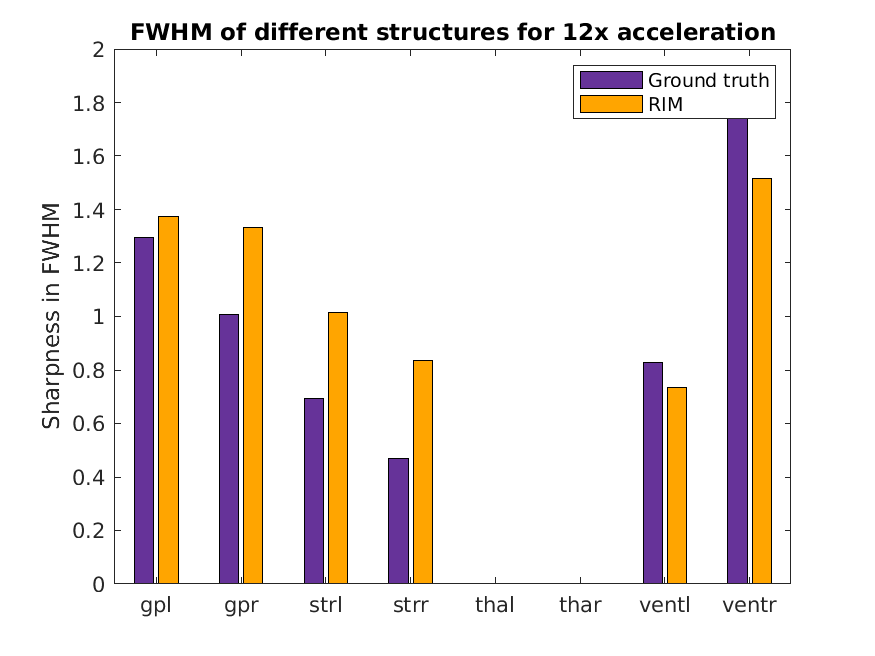 FWHM of different structures for 12x acceleration
Ground truth
RIM
Sharpness in FWHM
2
1.8
1.6
1.4
1.2
1
0.8
0.6
0.4
0.2
0
gpl gpr strl strr thal thar ventl ventr